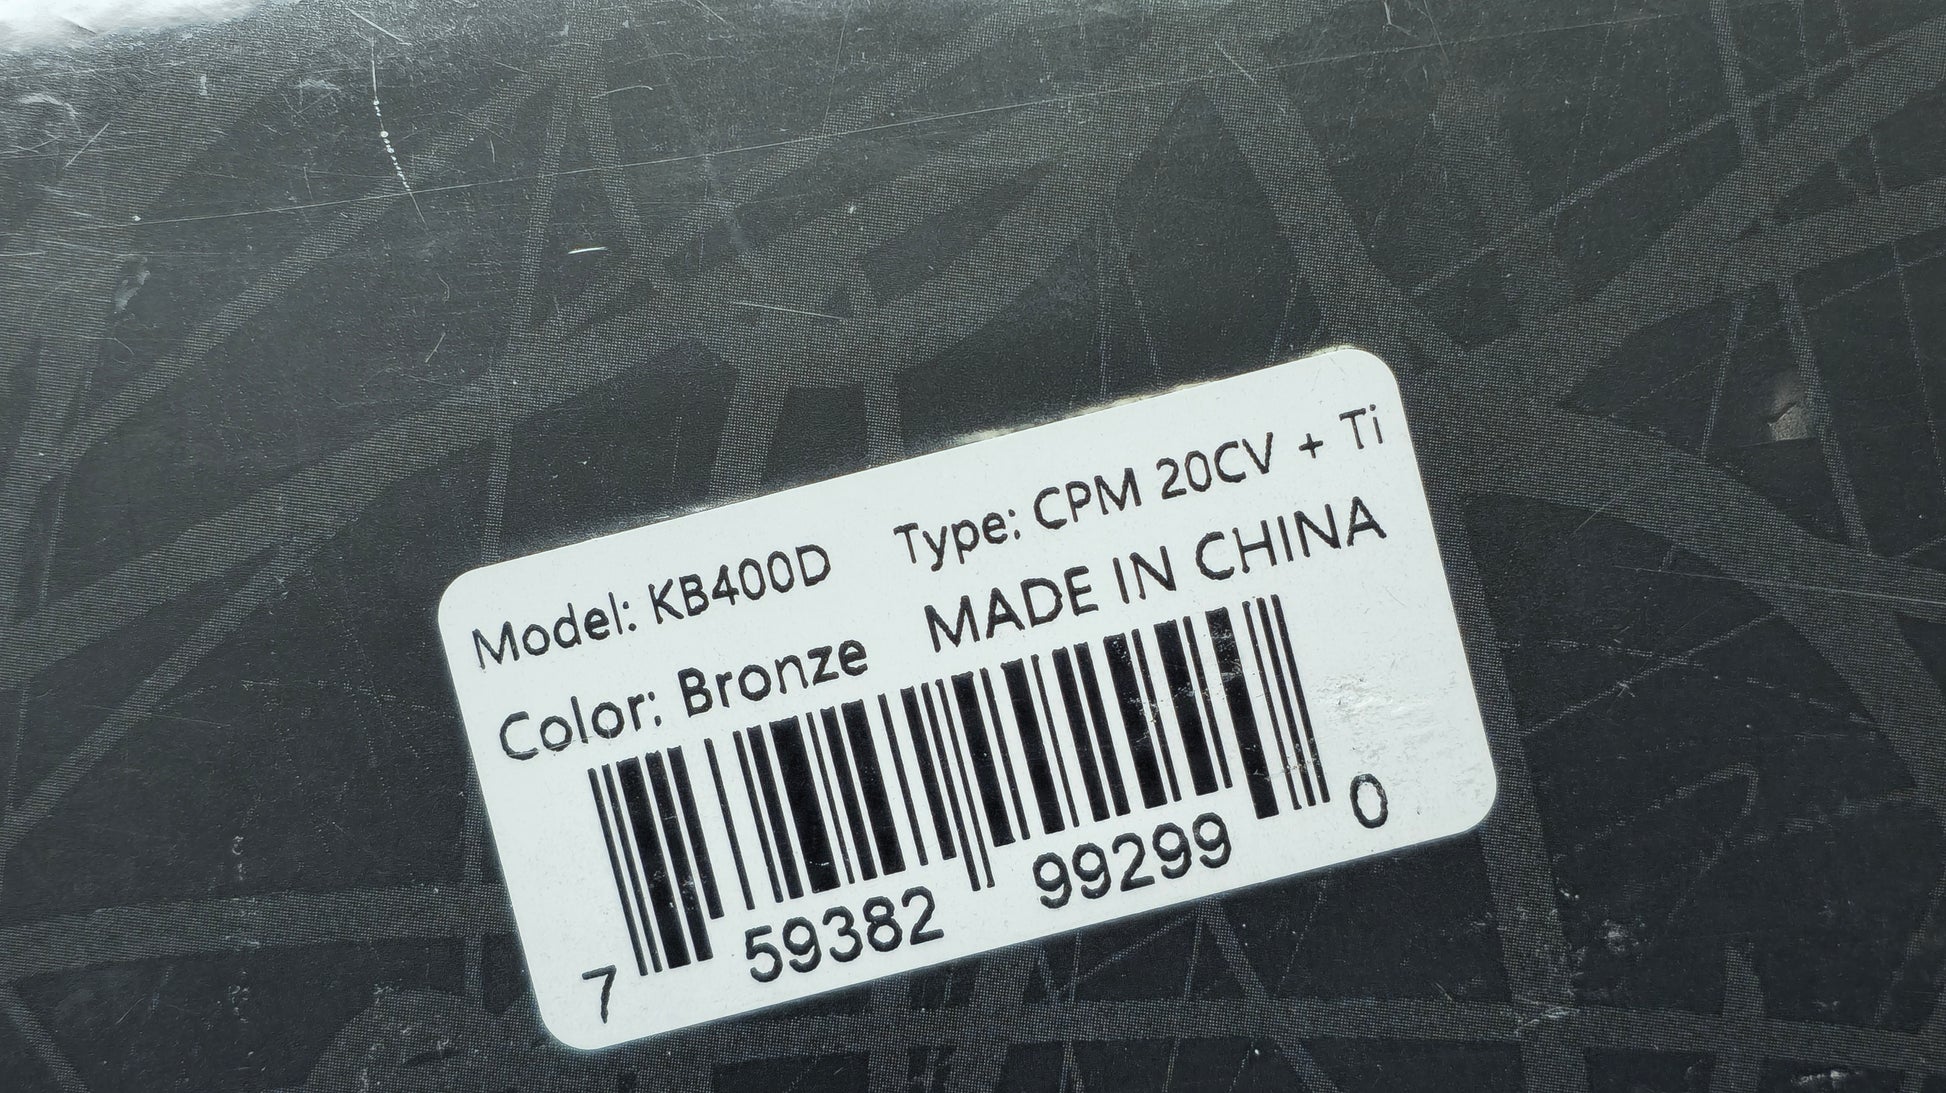 Model: KB400D Type: CPM 20CV + Ti
Color: Bronze MADE IN CHINA
7 59382 99299 0